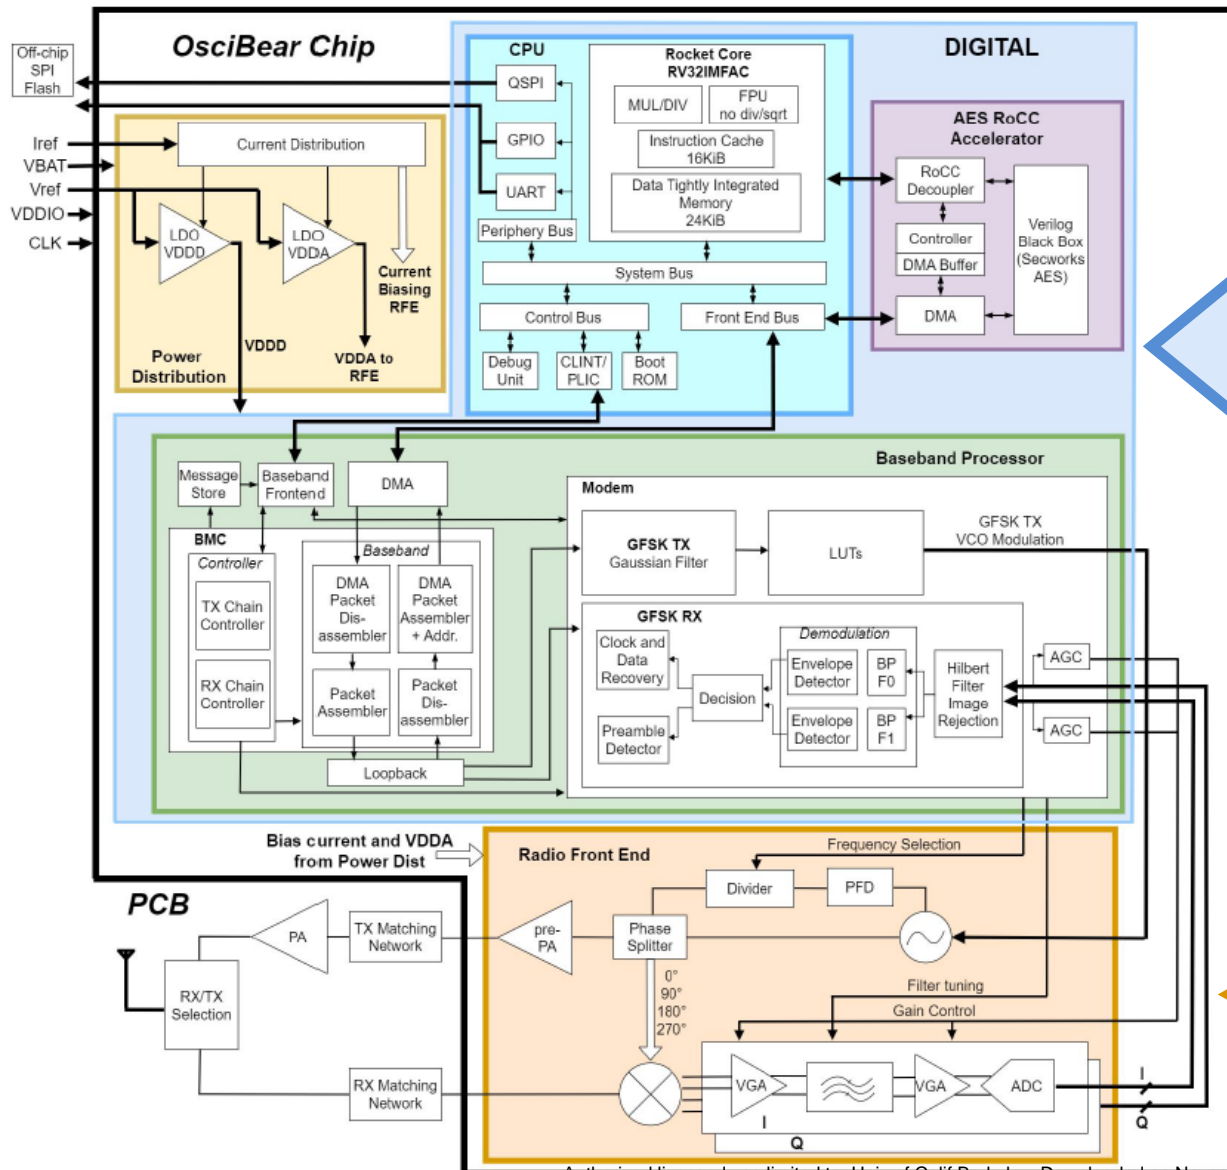 OsciBear Chip
DIGITAL
Off-chip
SPI
Flash
Iref
VBAT
Vref
VDDIO
CLK
Current Distribution
LDO
VDDD
LDO
VDDA
Current
Biasing
RFE
VDDD
VDDA to
RFE
Power
Distribution
CPU
QSPI
GPIO
UART
Periphery Bus
Rocket Core
RV32IMFAC
MUL/DIV
FPU
no div/sqrt
Instruction Cache
16KiB
Data Tightly Integrated
Memory
24KiB
System Bus
Control Bus
Front End Bus
Debug
Unit
CLINT/
PLIC
Boot
ROM
AES RoCC
Accelerator
RoCC
Decoupler
Controller
DMA Buffer
DMA
Verilog
Black Box
(Secworks
AES)
Baseband Processor
Message
Store
Baseband
Frontend
DMA
BMC
Controller
TX Chain
Controller
RX Chain
Controller
Baseband
DMA
Packet
Dis-
assembler
DMA
Packet
Assembler
+ Addr.
Packet
Assembler
Packet
Dis-
assembler
Loopback
Modem
GFSK TX
Gaussian Filter
LUTs
GFSK TX
VCO Modulation
GFSK RX
Clock and
Data
Recovery
Preamble
Detector
Decision
Demodulation
Envelope
Detector
BP
F0
Envelope
Detector
BP
F1
Hilbert
Filter
Image
Rejection
AGC
AGC
Bias current and VDDA
from Power Dist
Radio Front End
Frequency Selection
Divider
PFD
pre-
PA
Phase
Splitter
0°
90°
180°
270°
Filter tuning
Gain Control
VGA
VGA
ADC
I
Q
I
Q
PCB
PA
TX Matching
Network
RX/TX
Selection
RX Matching
Network